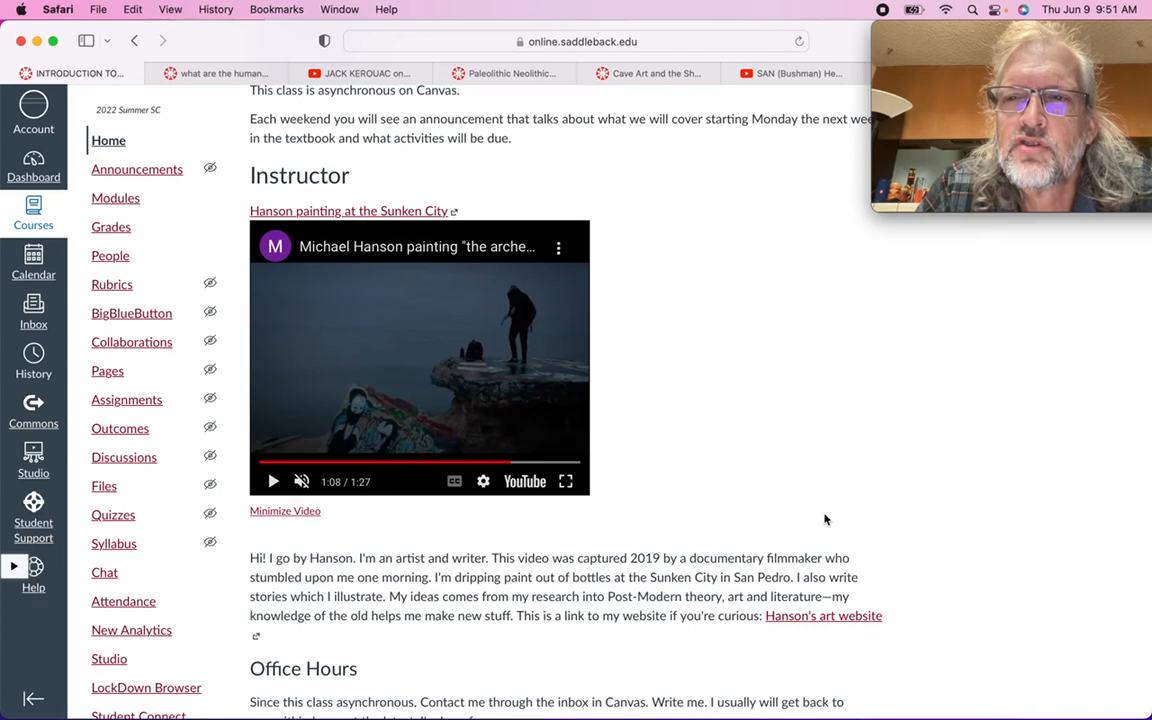 Safari File Edit View History Bookmarks Window Help Thu Jun 9 9:51 AM
online.saddleback.edu
INTRODUCTION TO...
what are the human...
JACK KEROUAC on...
Paleolithic Neolithic...
Cave Art and the Sh...
SAN (Bushman) He...
Account
Dashboard
Courses
Calendar
Inbox
History
Commons
Studio
Student
Support
Help
2022 Summer SC
Home
Announcements
Modules
Grades
People
Rubrics
BigBlueButton
Collaborations
Pages
Assignments
Outcomes
Discussions
Files
Quizzes
Syllabus
Chat
Attendance
New Analytics
Studio
LockDown Browser
Student Connect
This class is asynchronous on Canvas.
Each weekend you will see an announcement that talks about what we will cover starting Monday the next
in the textbook and what activities will be due.
Instructor
Hanson painting at the Sunken City
M Michael Hanson painting "the arche...
1:08 / 1:27
CC
YouTube
Minimize Video
Hi! I go by Hanson. I'm an artist and writer. This video was captured 2019 by a documentary filmmaker who
stumbled upon me one morning. I'm dripping paint out of bottles at the Sunken City in San Pedro. I also write
stories which I illustrate. My ideas comes from my research into Post-Modern theory, art and literature—my
knowledge of the old helps me make new stuff. This is a link to my website if you're curious: Hanson's art website
Office Hours
Since this class asynchronous. Contact me through the inbox in Canvas. Write me. I usually will get back to